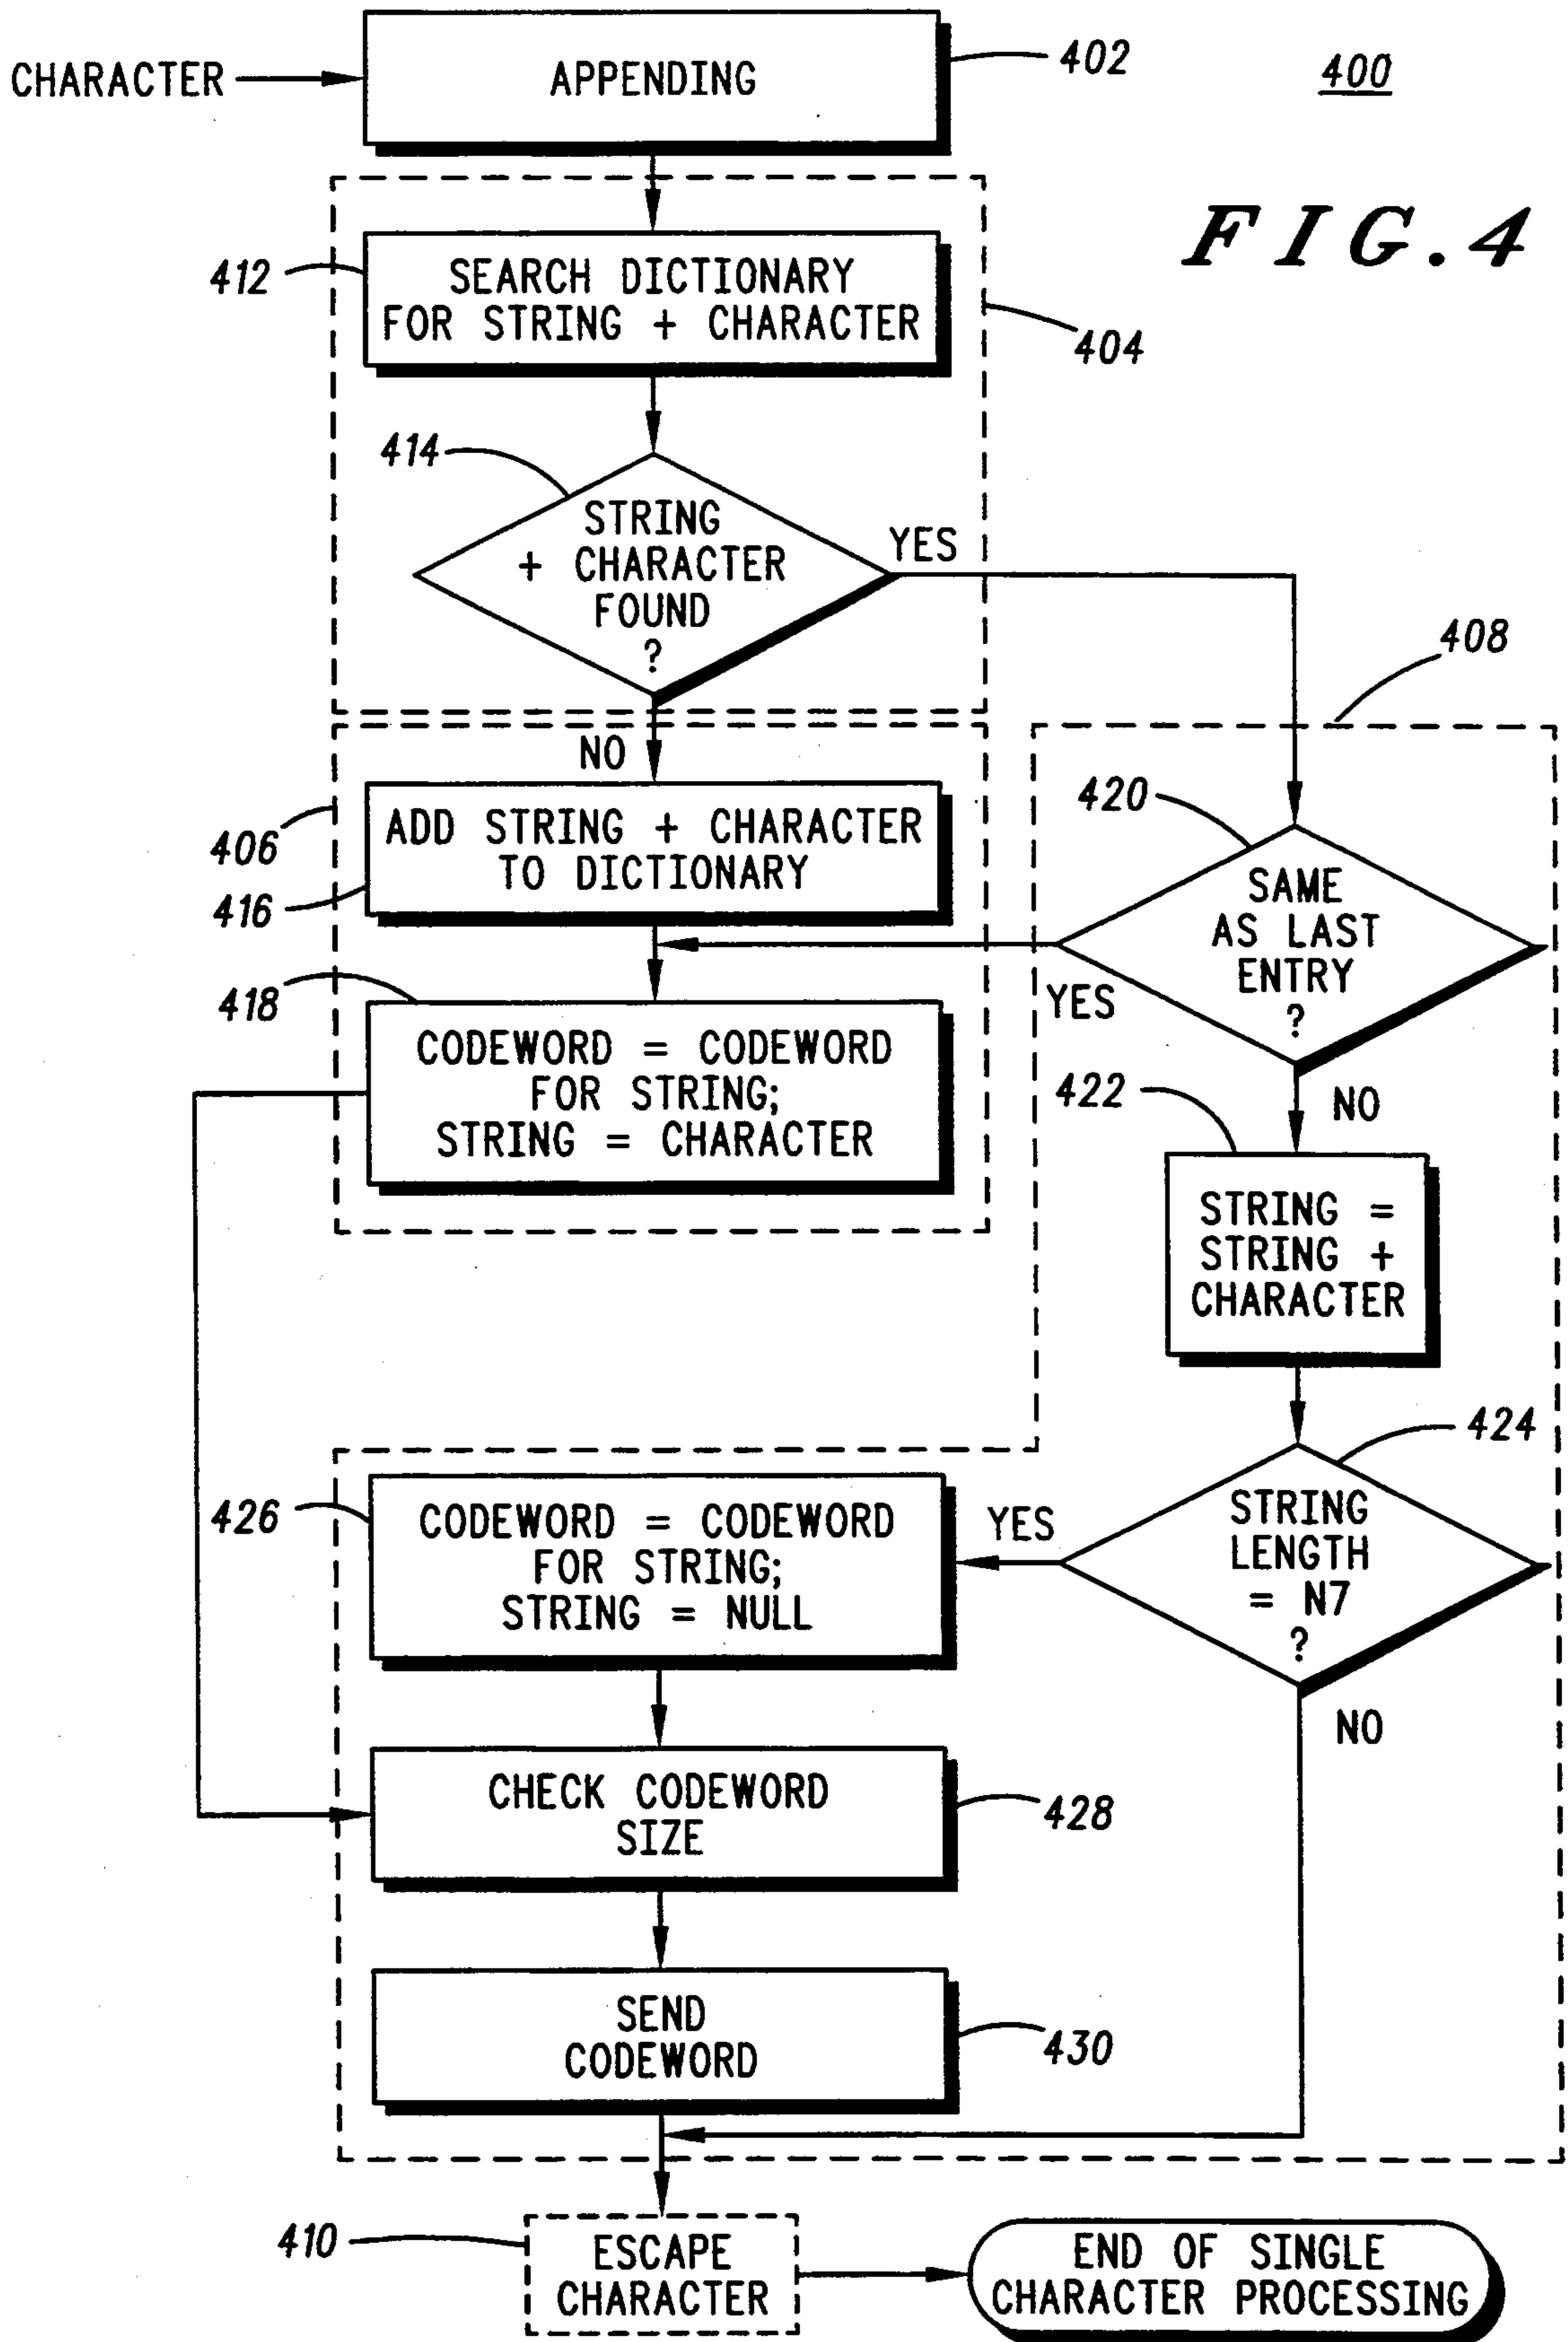 CHARACTER
APPENDING
402
400
FIG.4
412
SEARCH DICTIONARY
FOR STRING + CHARACTER
404
414
STRING
+ CHARACTER
FOUND
?
YES
408
NO
406
ADD STRING + CHARACTER
TO DICTIONARY
416
420
SAME
AS LAST
ENTRY
?
YES
418
CODEWORD = CODEWORD
FOR STRING;
STRING = CHARACTER
422
NO
STRING =
STRING +
CHARACTER
424
STRING
LENGTH
= N7
?
YES
426
CODEWORD = CODEWORD
FOR STRING;
STRING = NULL
NO
CHECK CODEWORD
SIZE
428
SEND
CODEWORD
430
410
ESCAPE
CHARACTER
END OF SINGLE
CHARACTER PROCESSING